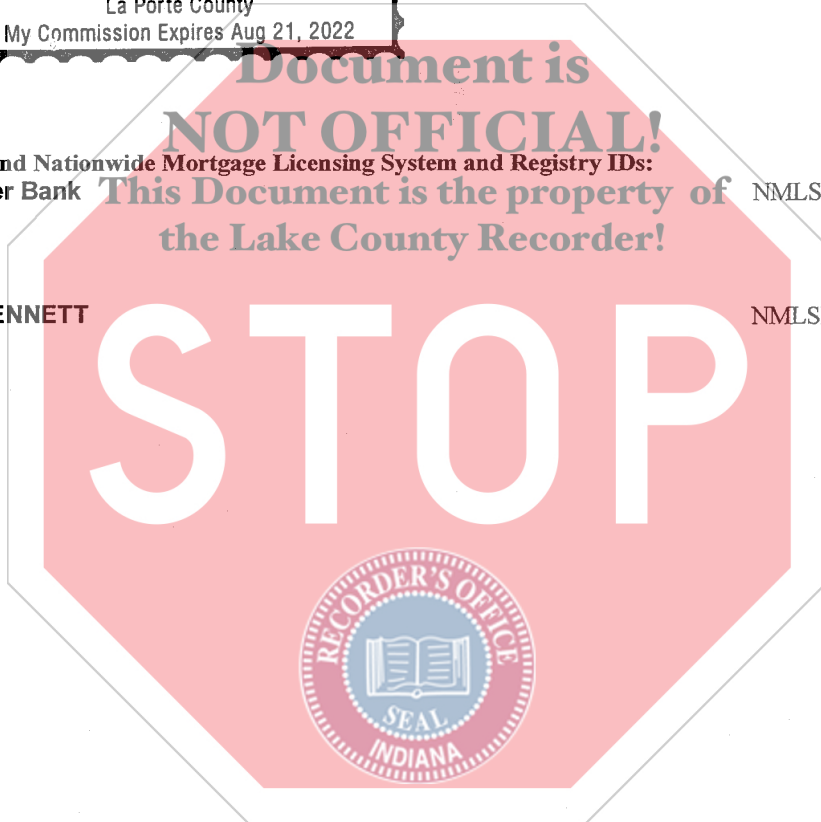 La Porte County
My Commission Expires Aug 21, 2022
Document is
NOT OFFICIAL!
nd Nationwide Mortgage Licensing System and Registry IDs:
er Bank This Document is the property of NMLS
the Lake County Recorder!
ENNETT NMLS
STOP
RECORDER'S OFFICE
SEAL
INDIANA